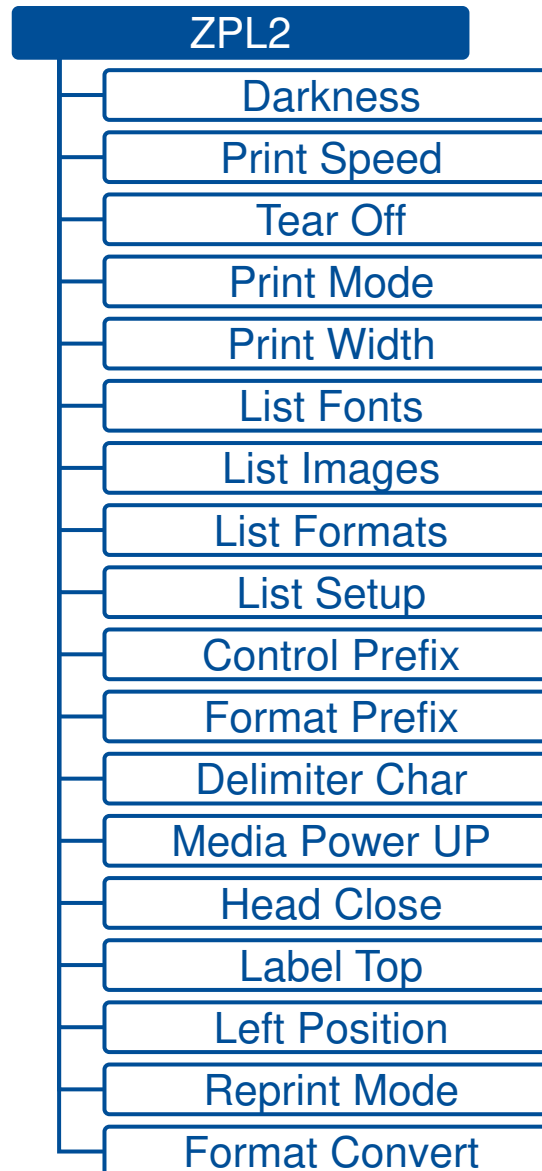 ZPL2
Darkness
Print Speed
Tear Off
Print Mode
Print Width
List Fonts
List Images
List Formats
List Setup
Control Prefix
Format Prefix
Delimiter Char
Media Power UP
Head Close
Label Top
Left Position
Reprint Mode
Format Convert